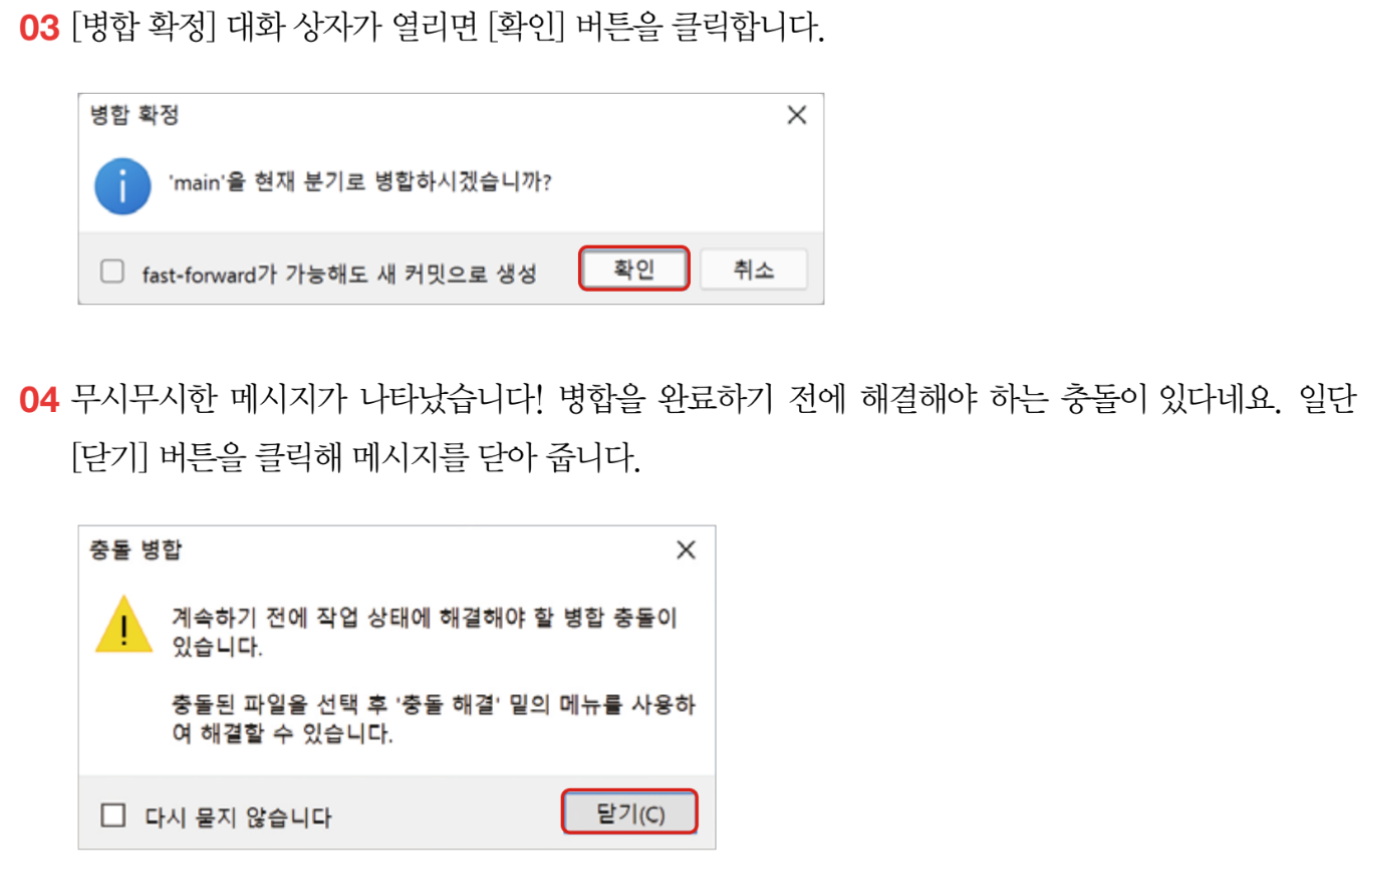 03 [병합 확정] 대화 상자가 열리면 [확인] 버튼을 클릭합니다.
병합 확정
'main'을 현재 분기로 병합하시겠습니까?
fast-forward가 가능해도 새 커밋으로 생성
확인
취소
04 무시무시한 메시지가 나타났습니다! 병합을 완료하기 전에 해결해야 하는 충돌이 있다네요. 일단
[닫기] 버튼을 클릭해 메시지를 닫아 줍니다.
충돌 병합
계속하기 전에 작업 상태에 해결해야 할 병합 충돌이
있습니다.
충돌된 파일을 선택 후 '충돌 해결' 밑의 메뉴를 사용하
여 해결할 수 있습니다.
다시 묻지 않습니다
닫기(C)